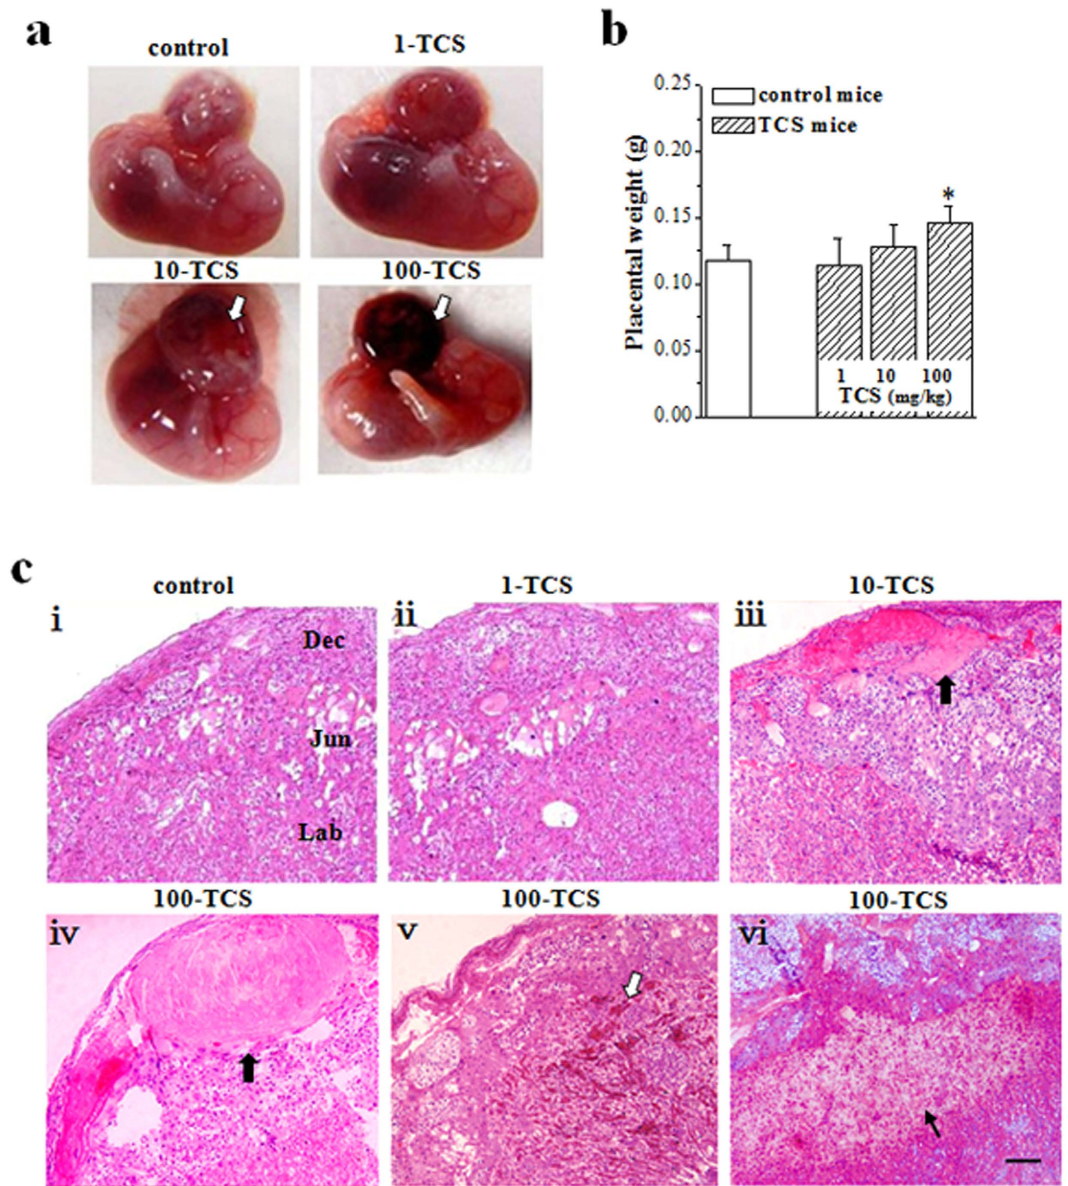 a
control
1-TCS
10-TCS
100-TCS
b
Placental weight (g)
0.25
0.20
0.15
0.10
0.05
0.00
control mice
TCS mice
*
1 10 100
TCS (mg/kg)
c
control
1-TCS
10-TCS
i
Dec
Jun
Lab
ii
iii
100-TCS
100-TCS
100-TCS
iv
v
vi